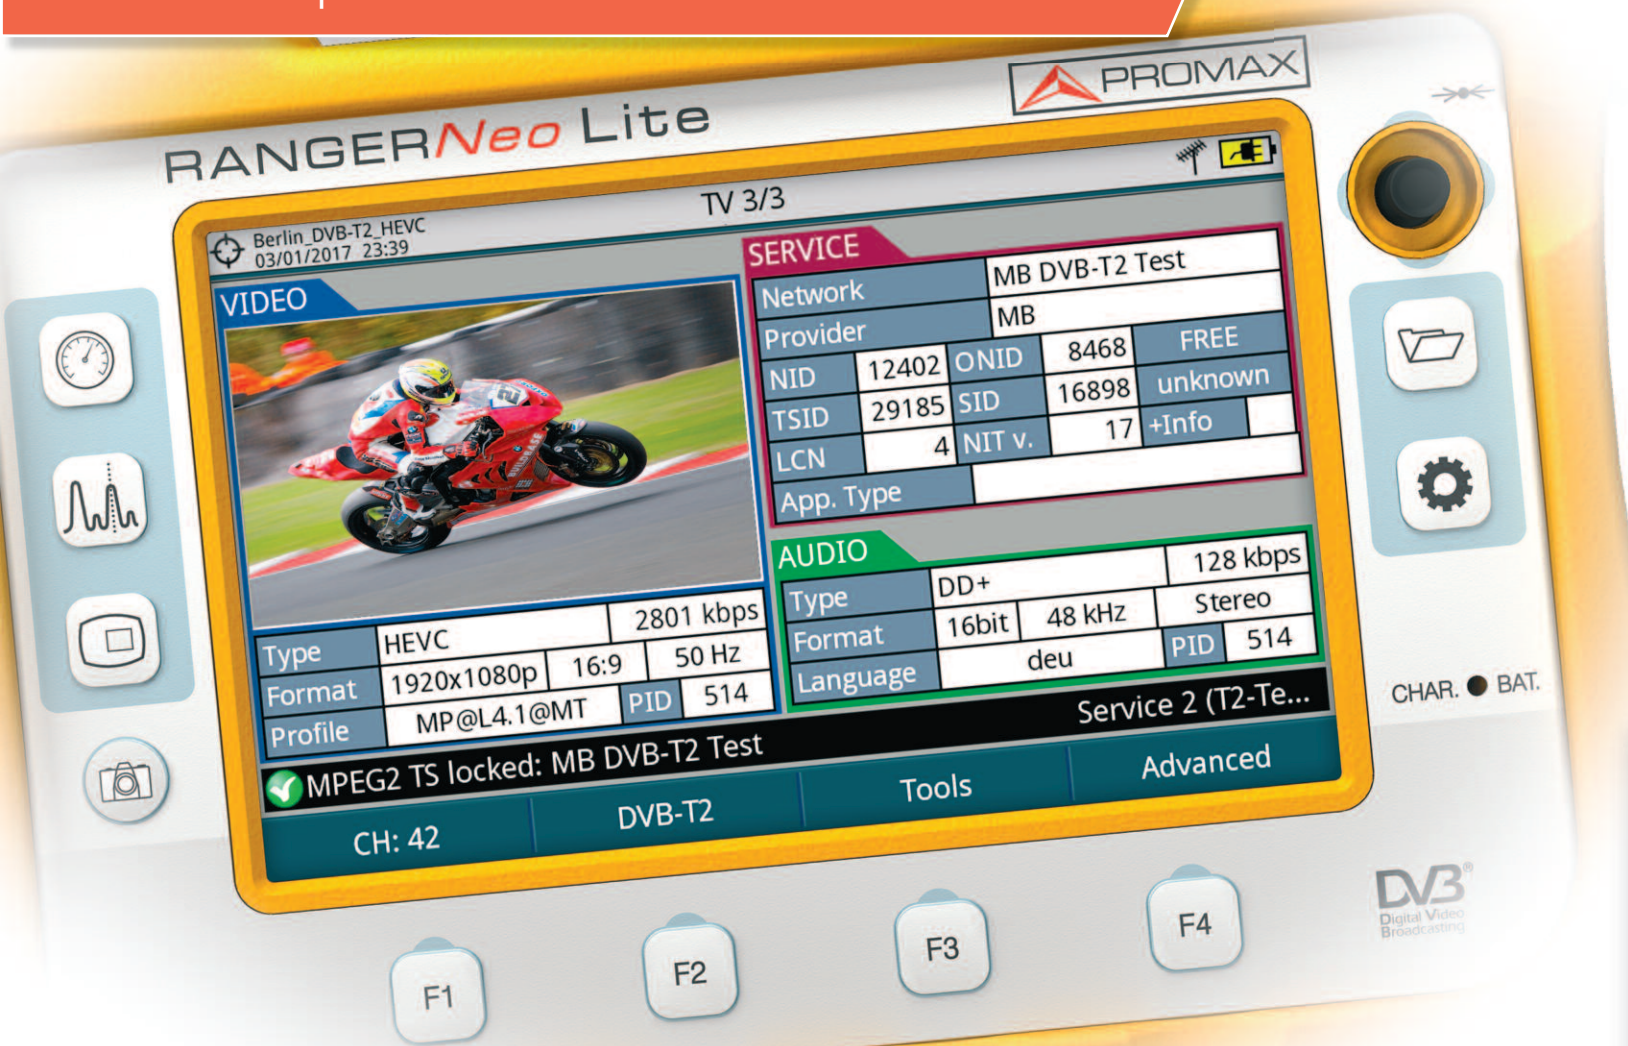 PROMAX
RANGERNeo Lite
TV 3/3
Berlin_DVB-T2_HEVC
03/01/2017 23:39
VIDEO
Type HEVC 2801 kbps
Format 1920x1080p 16:9 50 Hz
Profile MP@L4.1@MT PID 514
SERVICE
Network MB DVB-T2 Test
Provider MB
NID 12402 ONID 8468 FREE
TSID 29185 SID 16898 unknown
LCN 4 NIT v. 17 +Info
App. Type
AUDIO
Type DD+ 128 kbps
Format 16bit 48 kHz Stereo
Language deu PID 514
MPEG2 TS locked: MB DVB-T2 Test Service 2 (T2-Te...
CH: 42 DVB-T2 Tools Advanced
CHAR. BAT.
F1 F2 F3 F4
DVB®
Digital Video
Broadcasting